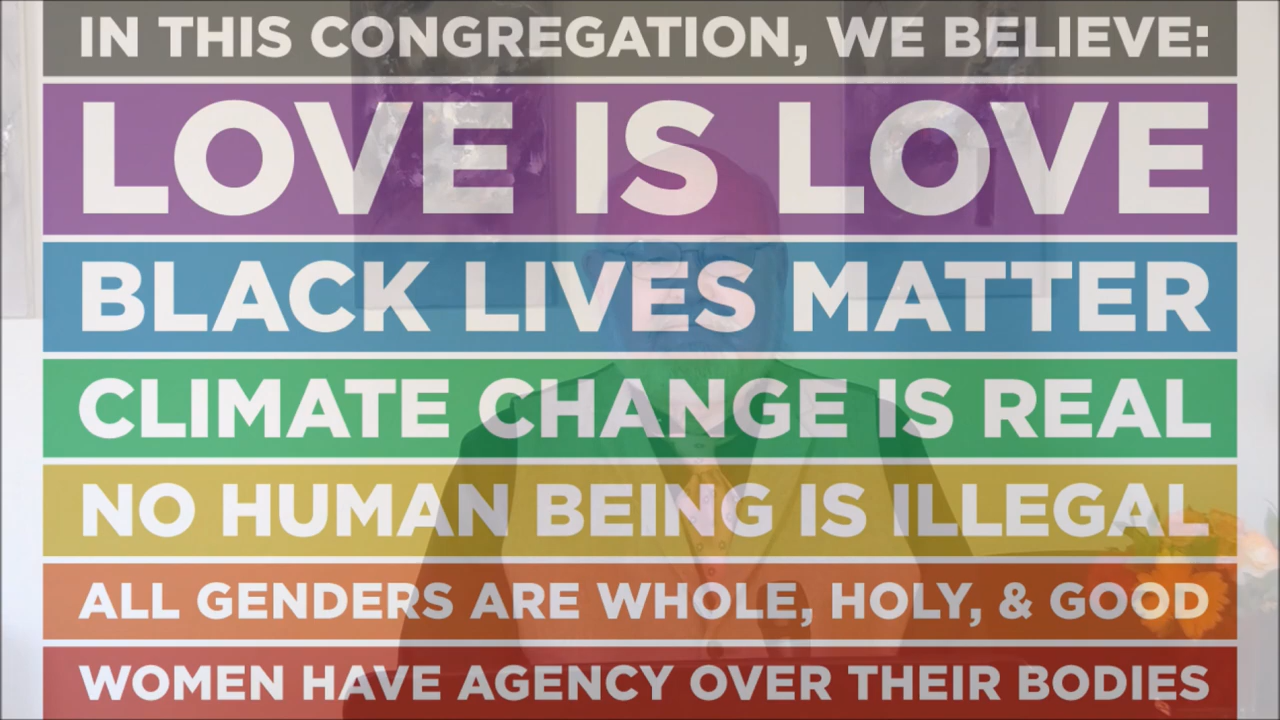 IN THIS CONGREGATION, WE BELIEVE:
LOVE IS LOVE
BLACK LIVES MATTER
CLIMATE CHANGE IS REAL
NO HUMAN BEING IS ILLEGAL
ALL GENDERS ARE WHOLE, HOLY, & GOOD
WOMEN HAVE AGENCY OVER THEIR BODIES